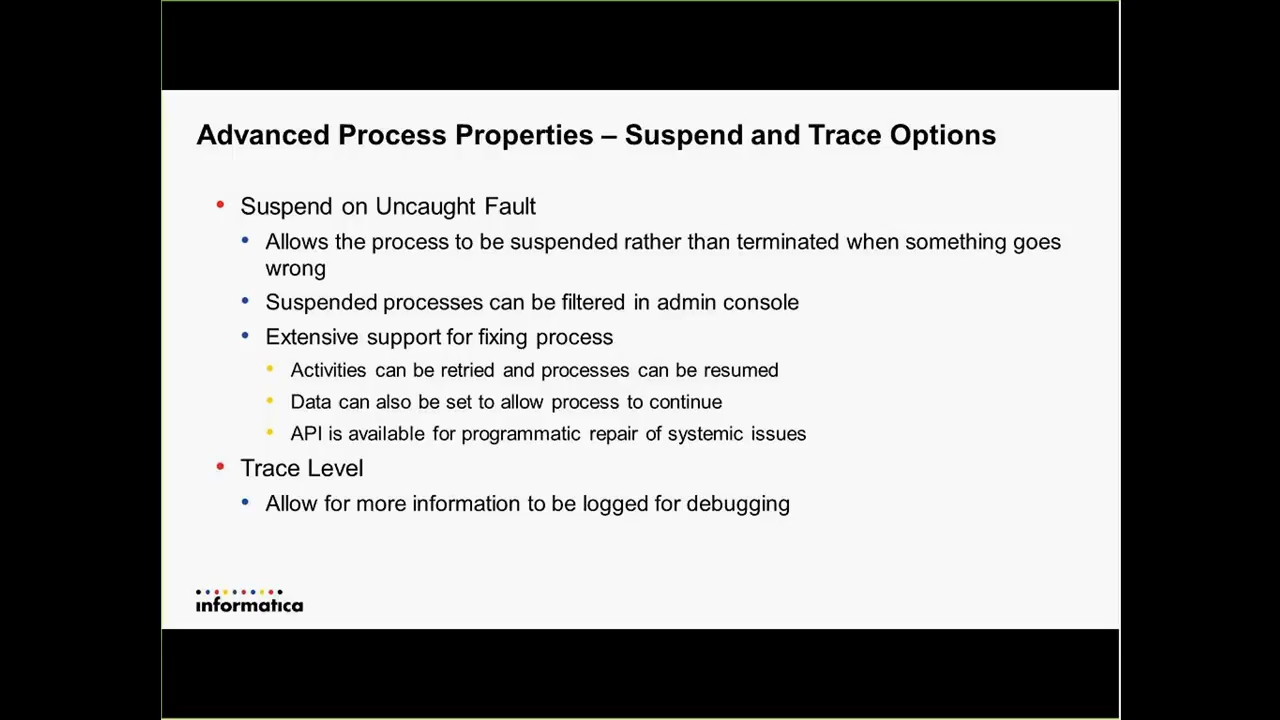 Advanced Process Properties – Suspend and Trace Options
• Suspend on Uncaught Fault
• Allows the process to be suspended rather than terminated when something goes
wrong
• Suspended processes can be filtered in admin console
• Extensive support for fixing process
• Activities can be retried and processes can be resumed
• Data can also be set to allow process to continue
• API is available for programmatic repair of systemic issues
• Trace Level
• Allow for more information to be logged for debugging
informatica